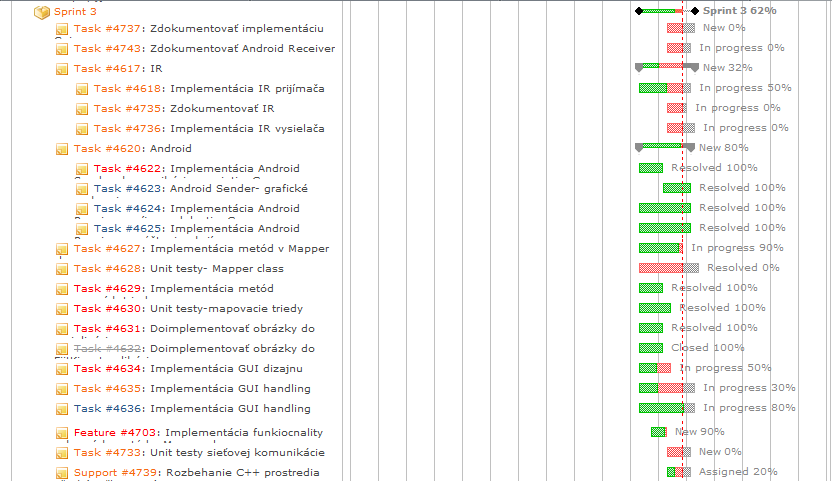 Sprint 3 Sprint 3 62%
Task #4737: Zdokumentovať implementáciu New 0%
Task #4743: Zdokumentovať Android Receiver In progress 0%
Task #4617: IR New 32%
Task #4618: Implementácia IR prijímača In progress 50%
Task #4735: Zdokumentovať IR In progress 0%
Task #4736: Implementácia IR vysielača In progress 0%
Task #4620: Android New 80%
Task #4622: Implementácia Android Resolved 100%
Task #4623: Android Sender- grafické Resolved 100%
Task #4624: Implementácia Android Resolved 100%
Task #4625: Implementácia Android Resolved 100%
Task #4627: Implementácia metód v Mapper In progress 90%
Task #4628: Unit testy- Mapper class Resolved 0%
Task #4629: Implementácia metód Resolved 100%
Task #4630: Unit testy-mapovacie triedy Resolved 100%
Task #4631: Doimplementovať obrázky do Resolved 100%
Task #4632: Doimplementovať obrázky do Closed 100%
Task #4634: Implementácia GUI dizajnu In progress 50%
Task #4635: Implementácia GUI handling In progress 30%
Task #4636: Implementácia GUI handling In progress 80%
Feature #4703: Implementácia funkiocnality New 90%
Task #4733: Unit testy sieťovej komunikácie New 0%
Support #4739: Rozbehanie C++ prostredia Assigned 20%